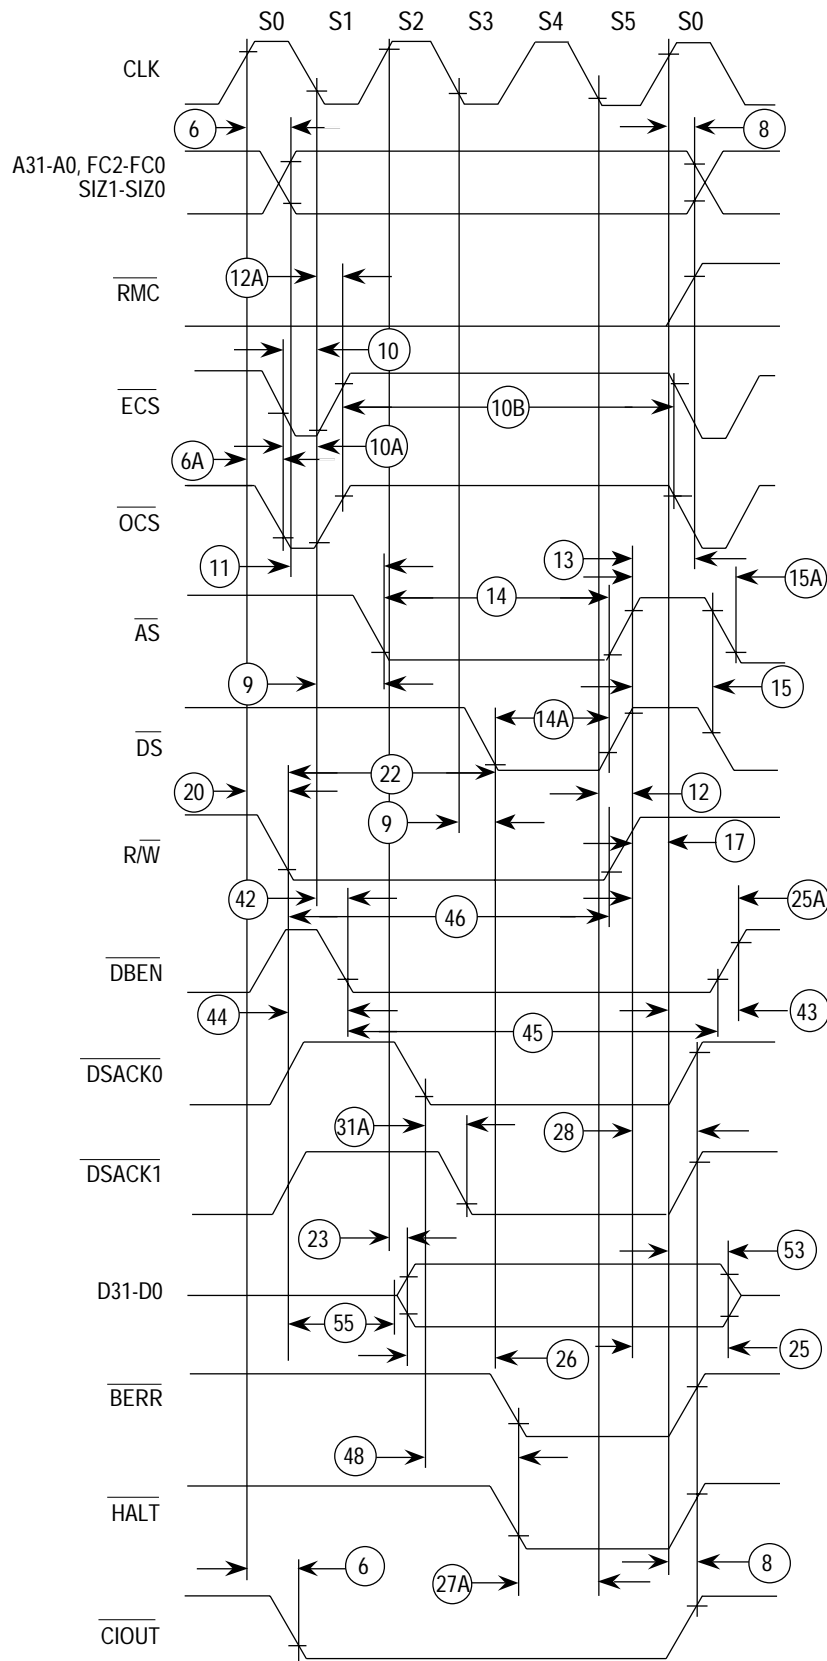 S0 S1 S2 S3 S4 S5 S0
CLK
6 8
A31-A0, FC2-FC0
SIZ1-SIZ0
12A
RMC
10
ECS
10B
10A
6A
OCS
11 13 15A
14
AS
9 15
14A
DS
22
20 12
9
R/W 17
42 25A
46
DBEN
44 43
45
DSACK0
31A 28
DSACK1
23 53
D31-D0
55 26 25
BERR
48
HALT
6 8
27A
CIOUT